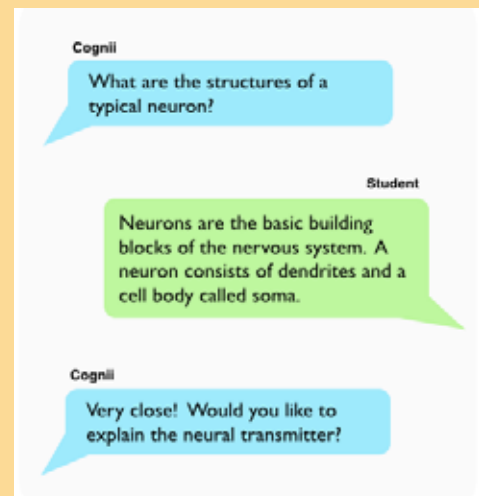 Cognii
What are the structures of a
typical neuron?
Student
Neurons are the basic building
blocks of the nervous system. A
neuron consists of dendrites and a
cell body called soma.
Cognii
Very close! Would you like to
explain the neural transmitter?